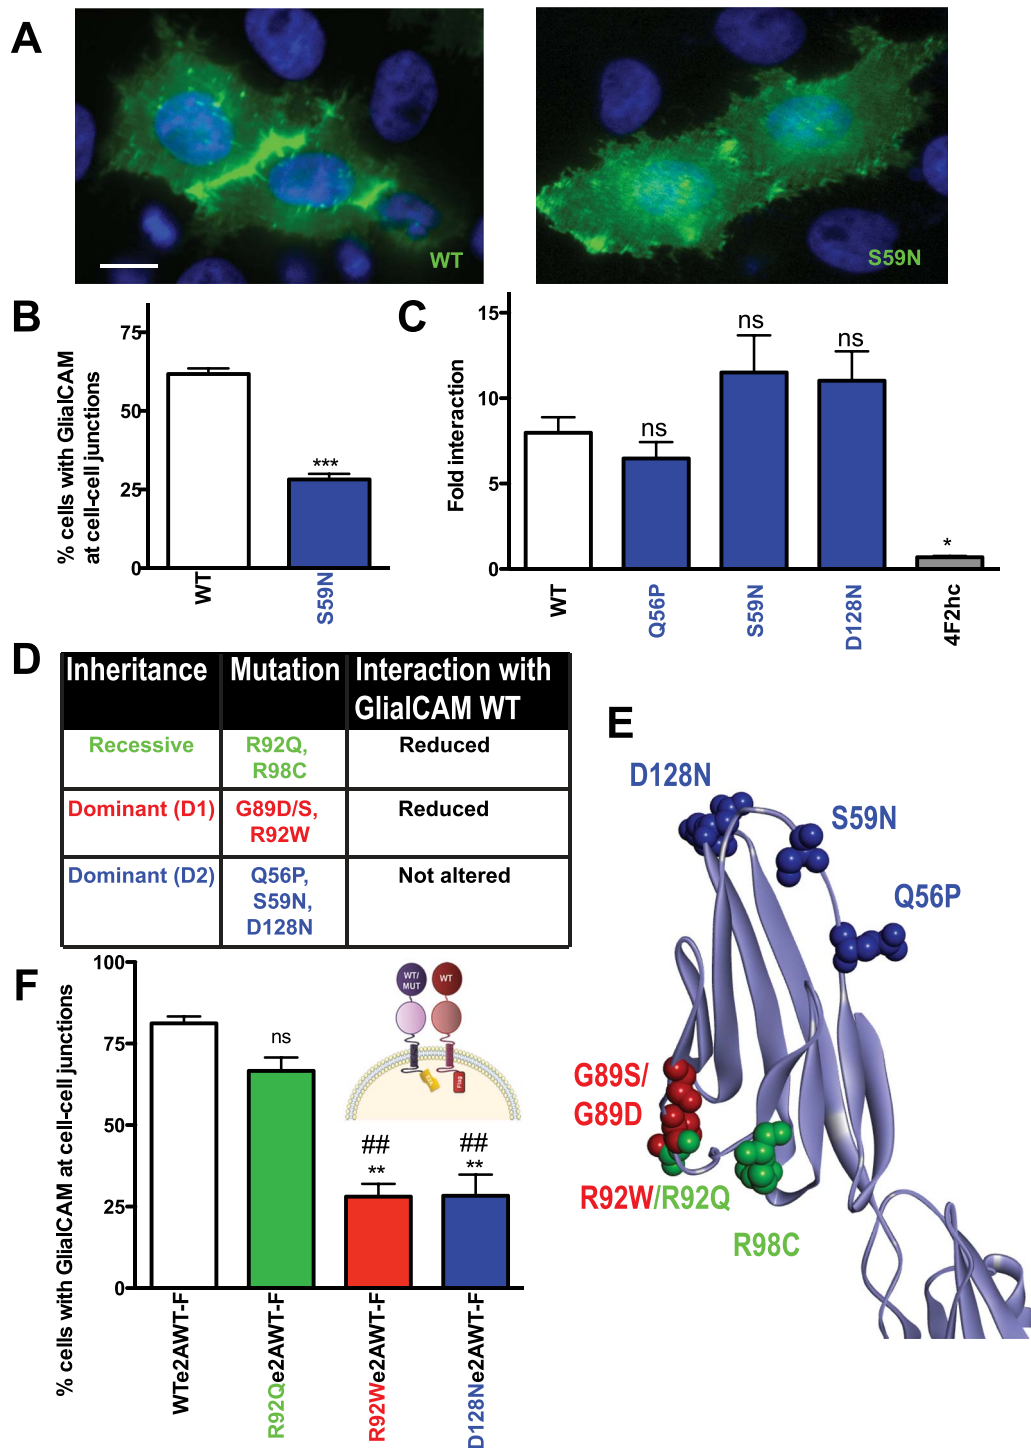 A
WT
S59N
B
% cells with GlialCAM
at cell-cell junctions
75
50
25
0
***
WT
S59N
C
Fold interaction
15
10
5
0
ns
ns
ns
*
WT
Q56P
S59N
D128N
4F2hc
D
Inheritance Mutation Interaction with
GlialCAM WT
Recessive R92Q, Reduced
R98C
Dominant (D1) G89D/S, Reduced
R92W
Dominant (D2) Q56P, Not altered
S59N,
D128N
E
D128N
S59N
Q56P
G89S/
G89D
R92W/R92Q
R98C
F
% cells with GlialCAM at cell-cell junctions
100
75
50
25
0
ns
##
**
##
**
WT/
MUT
WT
Flag
WTe2AWT-F
R92Qe2AWT-F
R92We2AWT-F
D128Ne2AWT-F